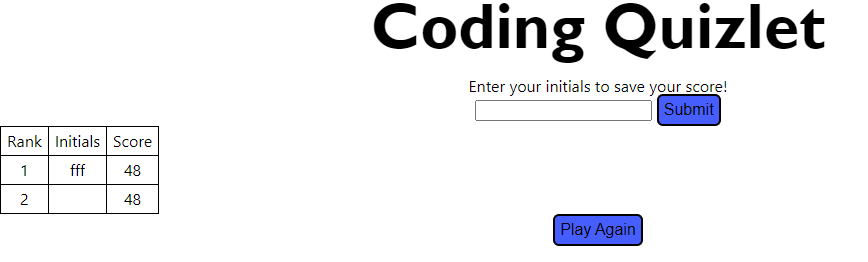 Coding Quizlet
Enter your initials to save your score!
Submit
Rank Initials Score
1 fff 48
2 48
Play Again